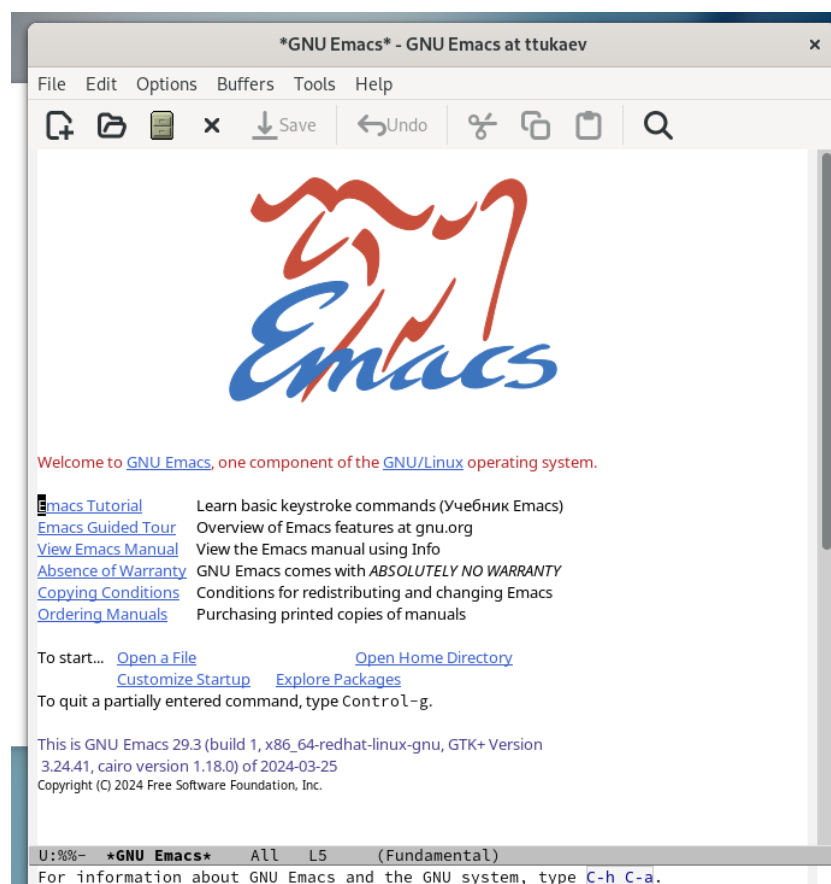 *GNU Emacs* - GNU Emacs at ttukaev ×
File Edit Options Buffers Tools Help
Save Undo
Emacs
Welcome to GNU Emacs, one component of the GNU/Linux operating system.
Emacs Tutorial Learn basic keystroke commands (Учебник Emacs)
Emacs Guided Tour Overview of Emacs features at gnu.org
View Emacs Manual View the Emacs manual using Info
Absence of Warranty GNU Emacs comes with ABSOLUTELY NO WARRANTY
Copying Conditions Conditions for redistributing and changing Emacs
Ordering Manuals Purchasing printed copies of manuals
To start... Open a File Open Home Directory
Customize Startup Explore Packages
To quit a partially entered command, type Control-g.
This is GNU Emacs 29.3 (build 1, x86_64-redhat-linux-gnu, GTK+ Version
3.24.41, cairo version 1.18.0) of 2024-03-25
Copyright (C) 2024 Free Software Foundation, Inc.
U:%%- *GNU Emacs* All L5 (Fundamental)
For information about GNU Emacs and the GNU system, type C-h C-a.